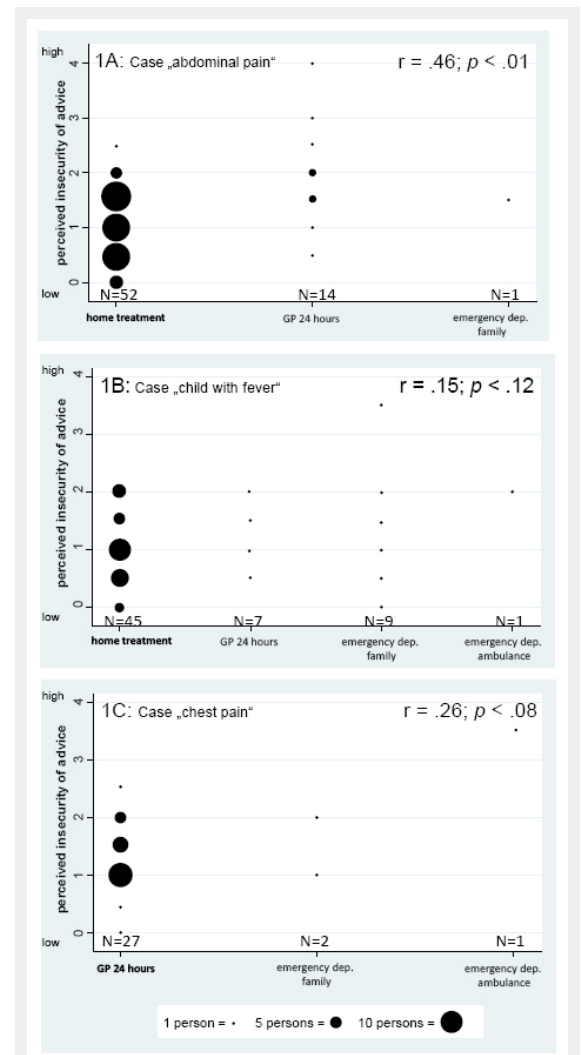 high
1A: Case „abdominal pain“ r = .46; p < .01
perceived insecurity of advice
4
3
2
1
0
low
N=52 N=14 N=1
home treatment GP 24 hours emergency dep.
family
high
1B: Case „child with fever“ r = .15; p < .12
perceived insecurity of advice
4
3
2
1
0
low
N=45 N=7 N=9 N=1
home treatment GP 24 hours emergency dep. emergency dep.
family ambulance
high
1C: Case „chest pain“ r = .26; p < .08
perceived insecurity of advice
4
3
2
1
0
low
N=27 N=2 N=1
GP 24 hours emergency dep. emergency dep.
family ambulance
1 person = 5 persons = 10 persons =